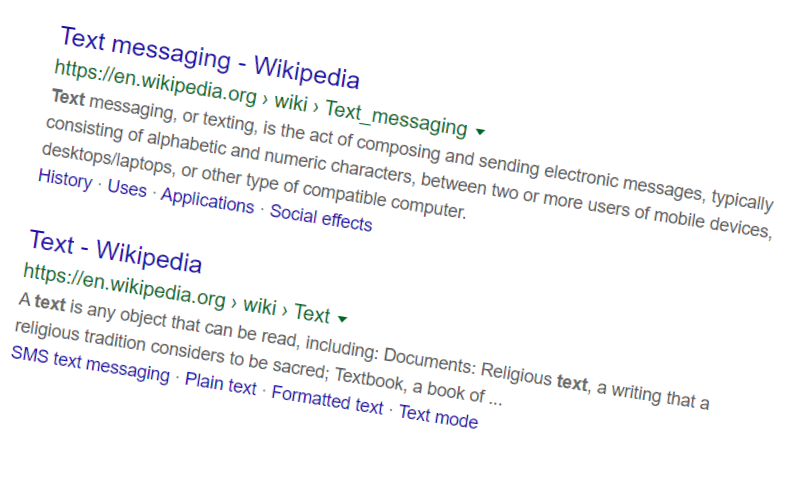 Text messaging - Wikipedia
https://en.wikipedia.org › wiki › Text_messaging
Text messaging, or texting, is the act of composing and sending electronic messages, typically
consisting of alphabetic and numeric characters, between two or more users of mobile devices,
desktops/laptops, or other type of compatible computer.
History · Uses · Applications · Social effects
Text - Wikipedia
https://en.wikipedia.org › wiki › Text
A text is any object that can be read, including: Documents: Religious text, a writing that a
religious tradition considers to be sacred; Textbook, a book of ...
SMS text messaging · Plain text · Formatted text · Text mode